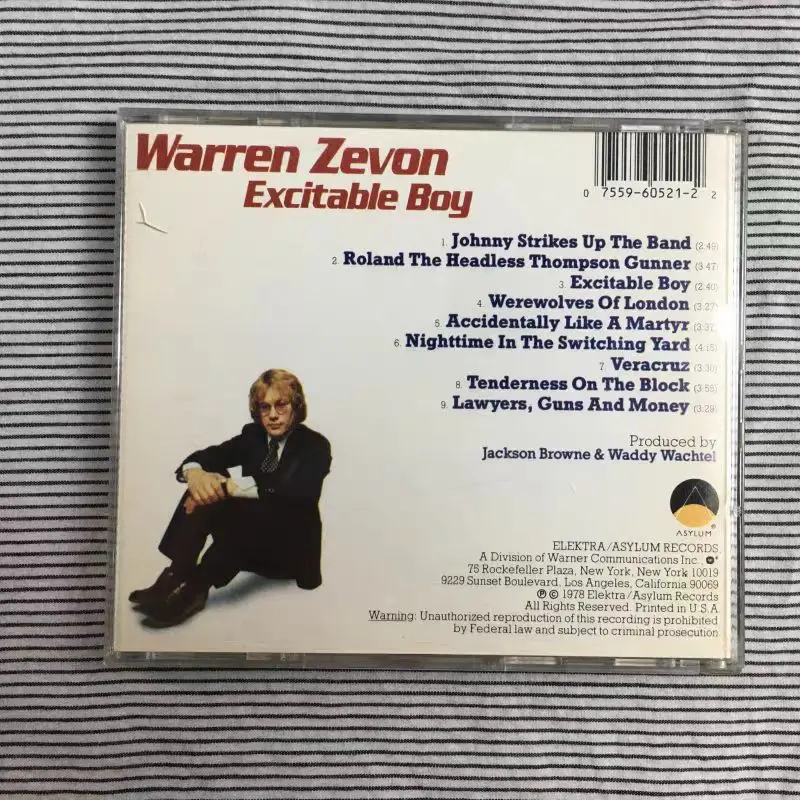 Warren Zevon
Excitable Boy
0 7559-60521-2 2
1. Johnny Strikes Up The Band (2:49)
2. Roland The Headless Thompson Gunner (3:47)
3. Excitable Boy (2:40)
4. Werewolves Of London (3:27)
5. Accidentally Like A Martyr (3:37)
6. Nighttime In The Switching Yard (4:15)
7. Veracruz (3:30)
8. Tenderness On The Block (3:55)
9. Lawyers, Guns And Money (3:29)
Produced by
Jackson Browne & Waddy Wachtel
ASYLUM®
ELEKTRA/ASYLUM RECORDS
A Division of Warner Communications Inc.,
75 Rockefeller Plaza, New York, New York 10019
9229 Sunset Boulevard, Los Angeles, California 90069
℗ © 1978 Elektra/Asylum Records
All Rights Reserved. Printed in U.S.A
Warning: Unauthorized reproduction of this recording is prohibited
by Federal law and subject to criminal prosecution